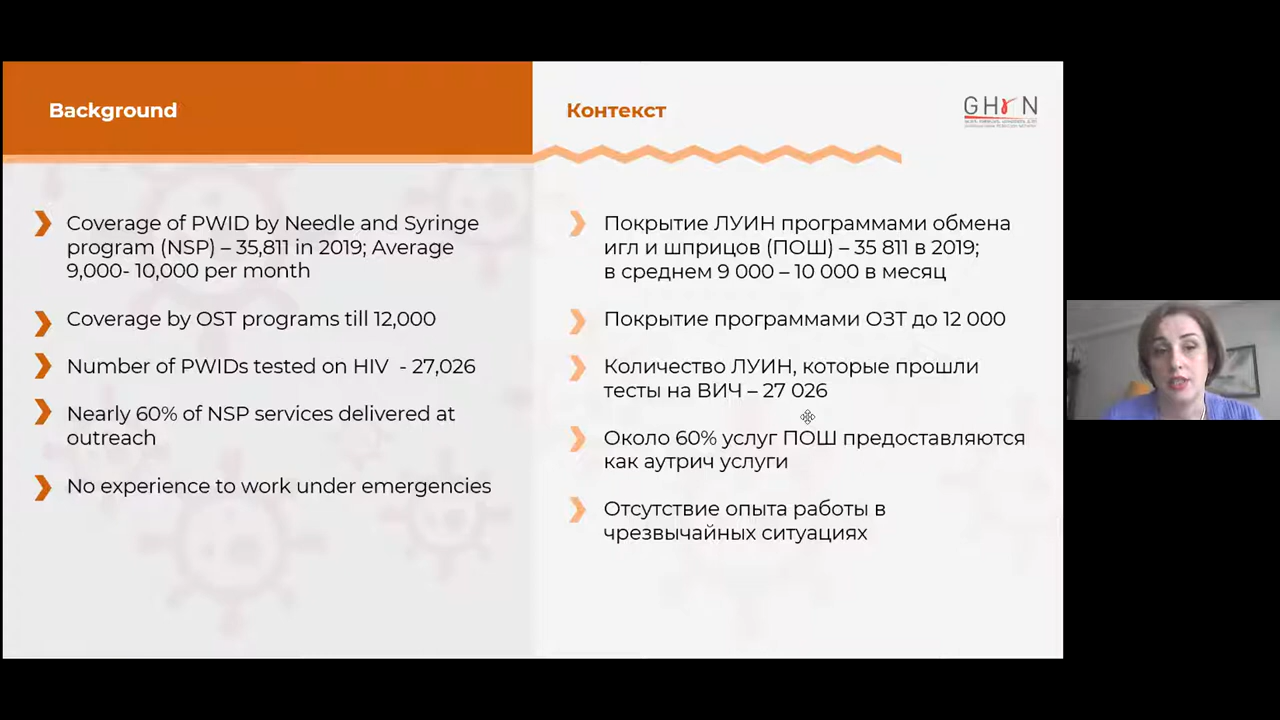 Background
Coverage of PWID by Needle and Syringe
program (NSP) – 35,811 in 2019; Average
9,000- 10,000 per month
Coverage by OST programs till 12,000
Number of PWIDs tested on HIV - 27,026
Nearly 60% of NSP services delivered at
outreach
No experience to work under emergencies
Контекст
GHRN
Покрытие ЛУИН программами обмена
игл и шприцов (ПОШ) – 35 811 в 2019;
в среднем 9 000 – 10 000 в месяц
Покрытие программами ОЗТ до 12 000
Количество ЛУИН, которые прошли
тесты на ВИЧ – 27 026
Около 60% услуг ПОШ предоставляются
как аутрич услуги
Отсутствие опыта работы в
чрезвычайных ситуациях